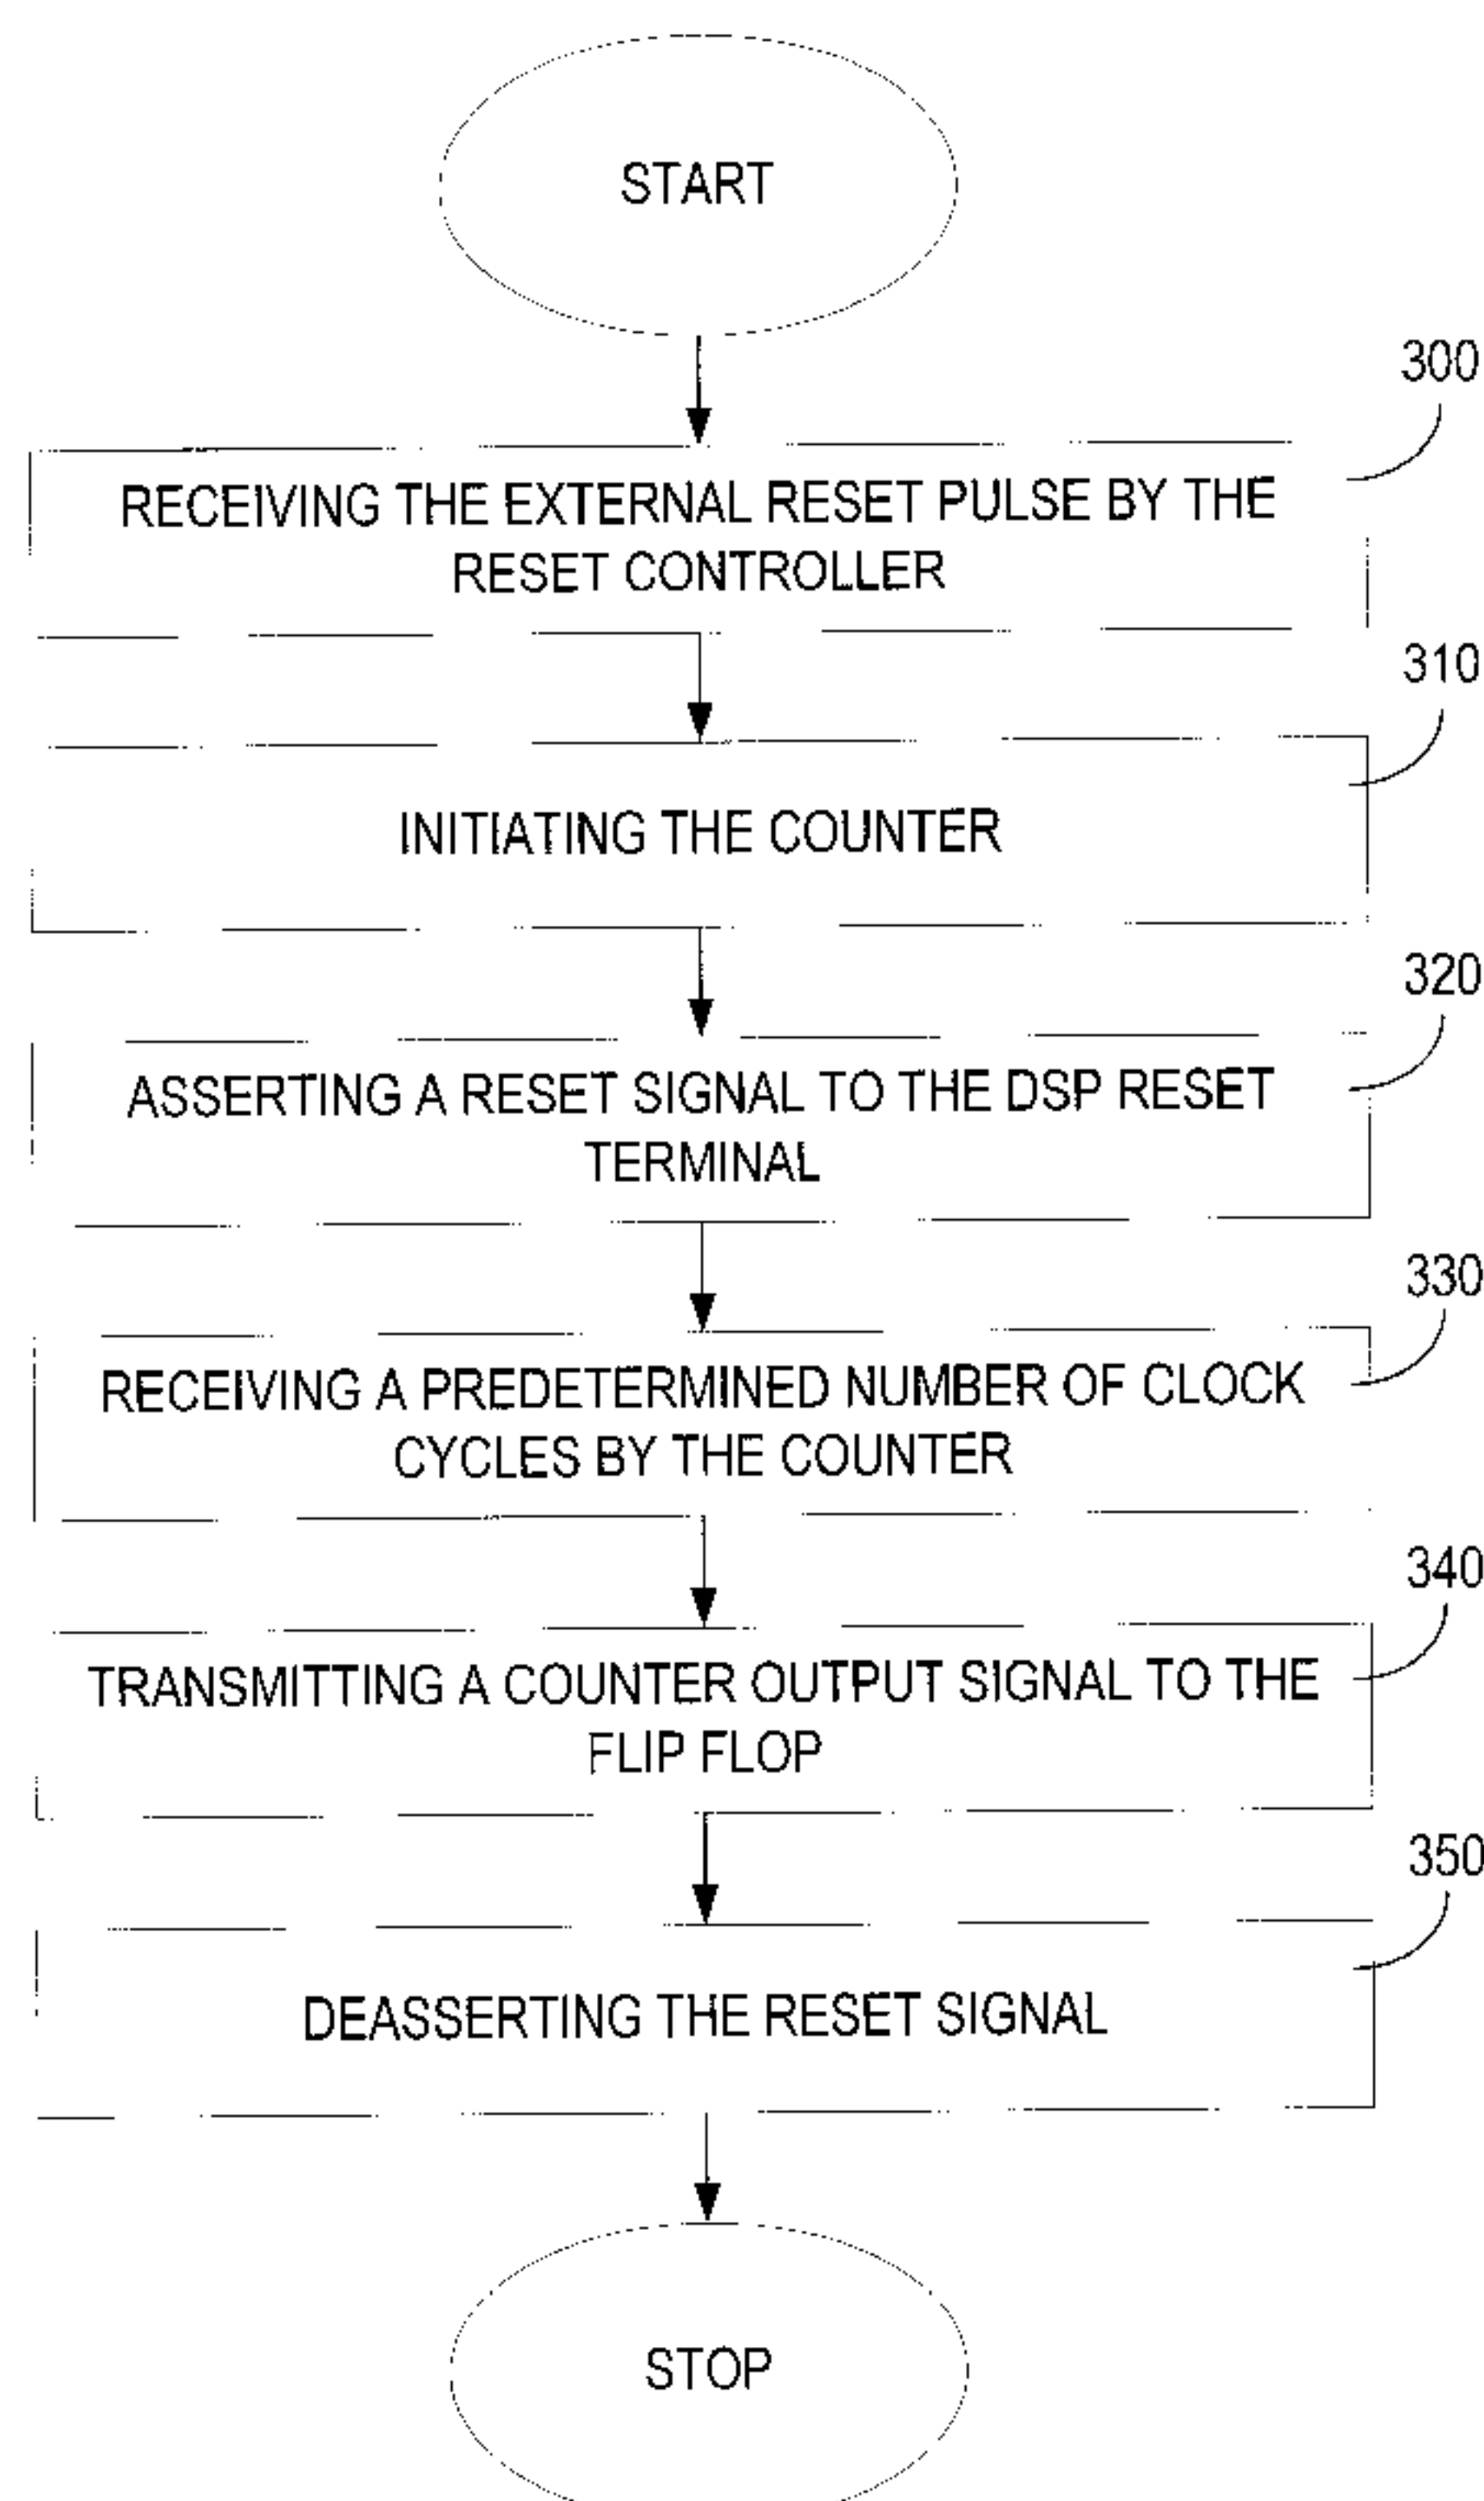 START
300
RECEIVING THE EXTERNAL RESET PULSE BY THE
RESET CONTROLLER
310
INITIATING THE COUNTER
320
ASSERTING A RESET SIGNAL TO THE DSP RESET
TERMINAL
330
RECEIVING A PREDETERMINED NUMBER OF CLOCK
CYCLES BY THE COUNTER
340
TRANSMITTING A COUNTER OUTPUT SIGNAL TO THE
FLIP FLOP
350
DEASSERTING THE RESET SIGNAL
STOP